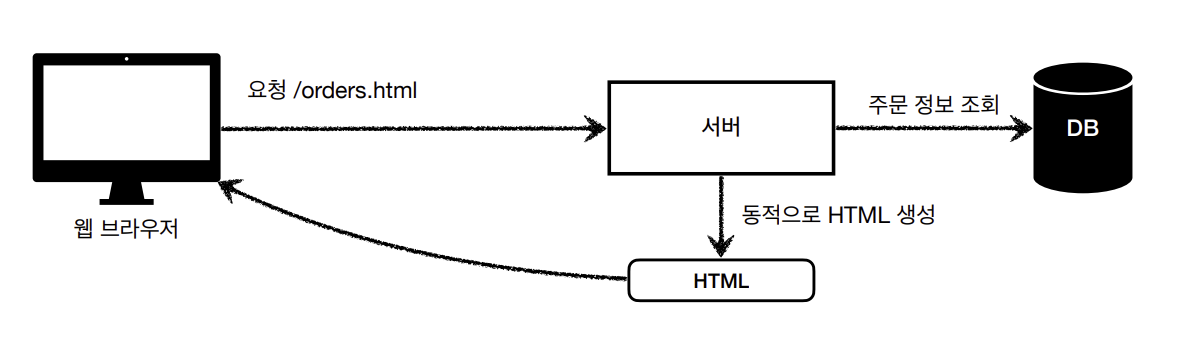 요청 /orders.html
주문 정보 조회
서버
DB
웹 브라우저
동적으로 HTML 생성
HTML